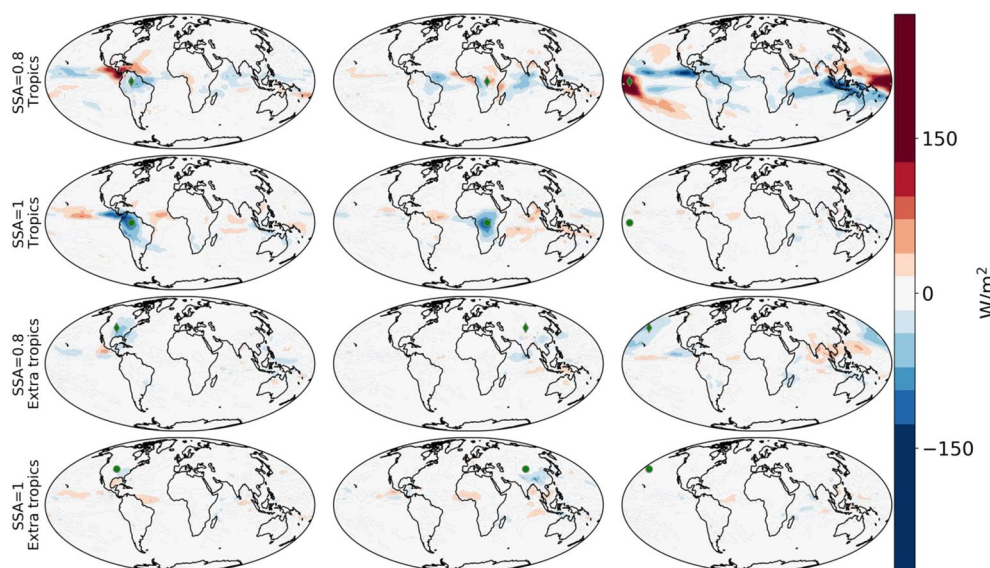 SSA=0.8
Tropics
SSA=1
Tropics
SSA=0.8
Extra tropics
SSA=1
Extra tropics
150
0
−150
W/m²